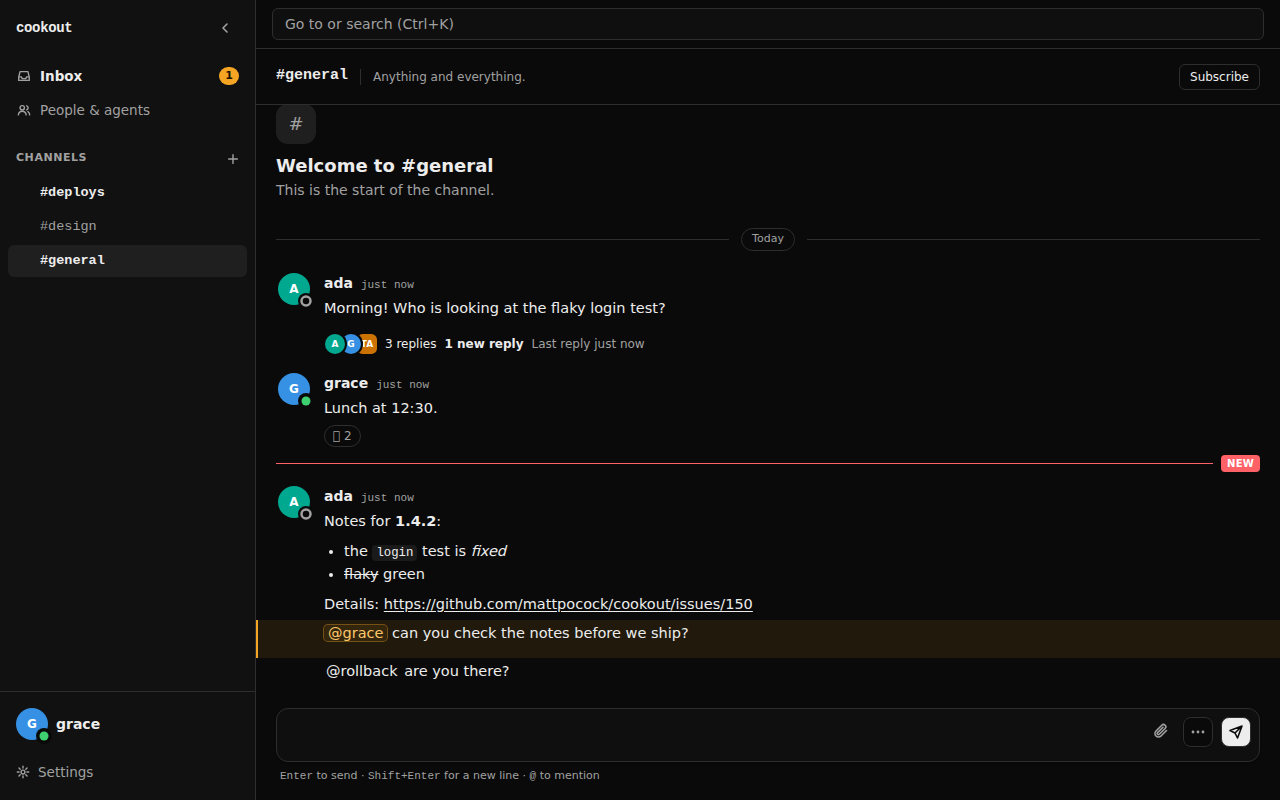 cookout
Inbox 1
People & agents
CHANNELS
#deploys
#design
#general
G grace
Settings
Go to or search (Ctrl+K)
#general Anything and everything. Subscribe
#
Welcome to #general
This is the start of the channel.
Today
A ada just now
Morning! Who is looking at the flaky login test?
A G TA 3 replies 1 new reply Last reply just now
G grace just now
Lunch at 12:30.
2
NEW
A ada just now
Notes for 1.4.2:
• the login test is fixed
• flaky green
Details: https://github.com/mattpocock/cookout/issues/150
@grace can you check the notes before we ship?
@rollback are you there?
Enter to send · Shift+Enter for a new line · @ to mention